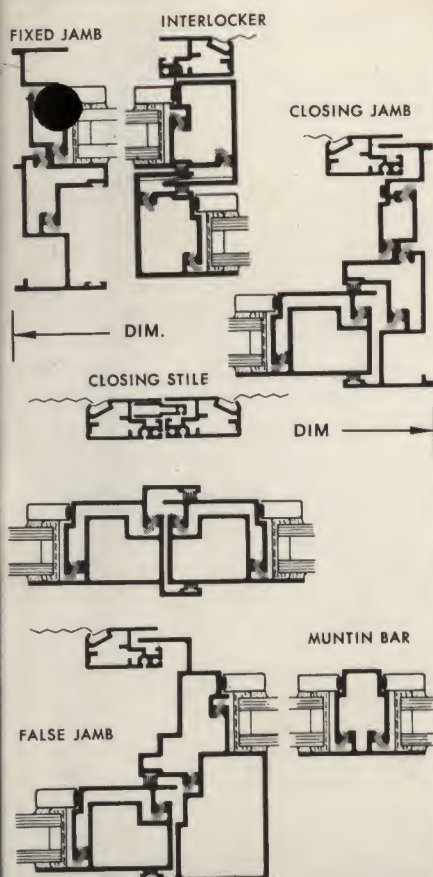 FIXED JAMB
INTERLOCKER
CLOSING JAMB
DIM.
CLOSING STILE
DIM
MUNTIN BAR
FALSE JAMB